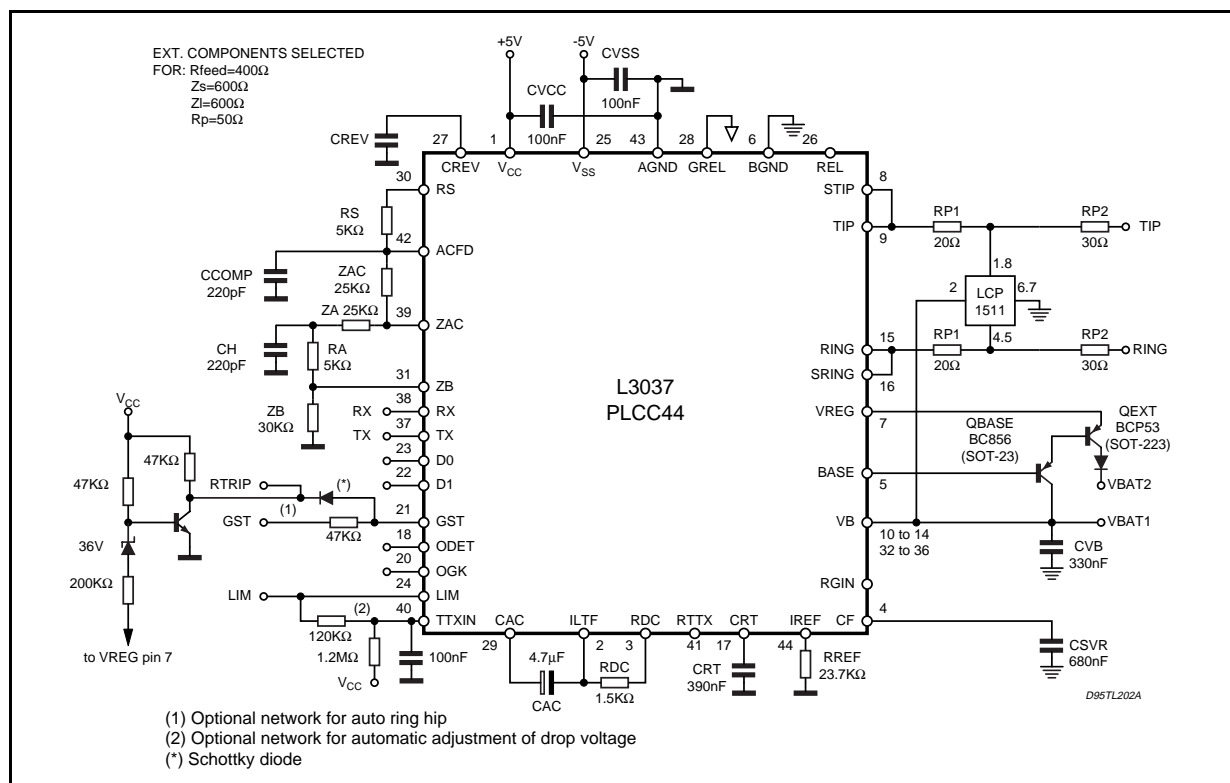 EXT. COMPONENTS SELECTED
FOR: Rfeed=400Ω
Zs=600Ω
Zl=600Ω
Rp=50Ω
+5V
-5V
CVSS
100nF
CVCC
100nF
CREV
27
1
25
43
28
6
26
CREV
VCC
VSS
AGND
GREL
BGND
REL
30
RS
RS
5KΩ
42
ACFD
CCOMP
220pF
ZAC
25KΩ
ZA 25KΩ
39
ZAC
CH
220pF
RA
5KΩ
31
ZB
ZB
30KΩ
38
RX
RX
37
TX
TX
23
D0
22
D1
VCC
47KΩ
47KΩ
RTRIP
(*)
(1)
GST
47KΩ
21
GST
36V
200KΩ
to VREG pin 7
18
ODET
20
OGK
24
LIM
LIM
40
TTXIN
(2)
120KΩ
1.2MΩ
VCC
100nF
L3037
PLCC44
8
STIP
TIP
9
RP1
20Ω
RP2
30Ω
TIP
1.8
2
LCP
1511
6.7
4.5
15
RING
SRING
16
RP1
20Ω
RP2
30Ω
RING
VREG
7
QBASE
BC856
(SOT-23)
QEXT
BCP53
(SOT-223)
BASE
5
VBAT2
VB
10 to 14
32 to 36
VBAT1
CVB
330nF
RGIN
CF
4
CSVR
680nF
CAC
ILTF
RDC
RTTX
CRT
IREF
29
2
3
41
17
44
4.7µF
CAC
RDC
1.5KΩ
CRT
390nF
RREF
23.7KΩ
D95TL202A
(1) Optional network for auto ring hip
(2) Optional network for automatic adjustment of drop voltage
(*) Schottky diode